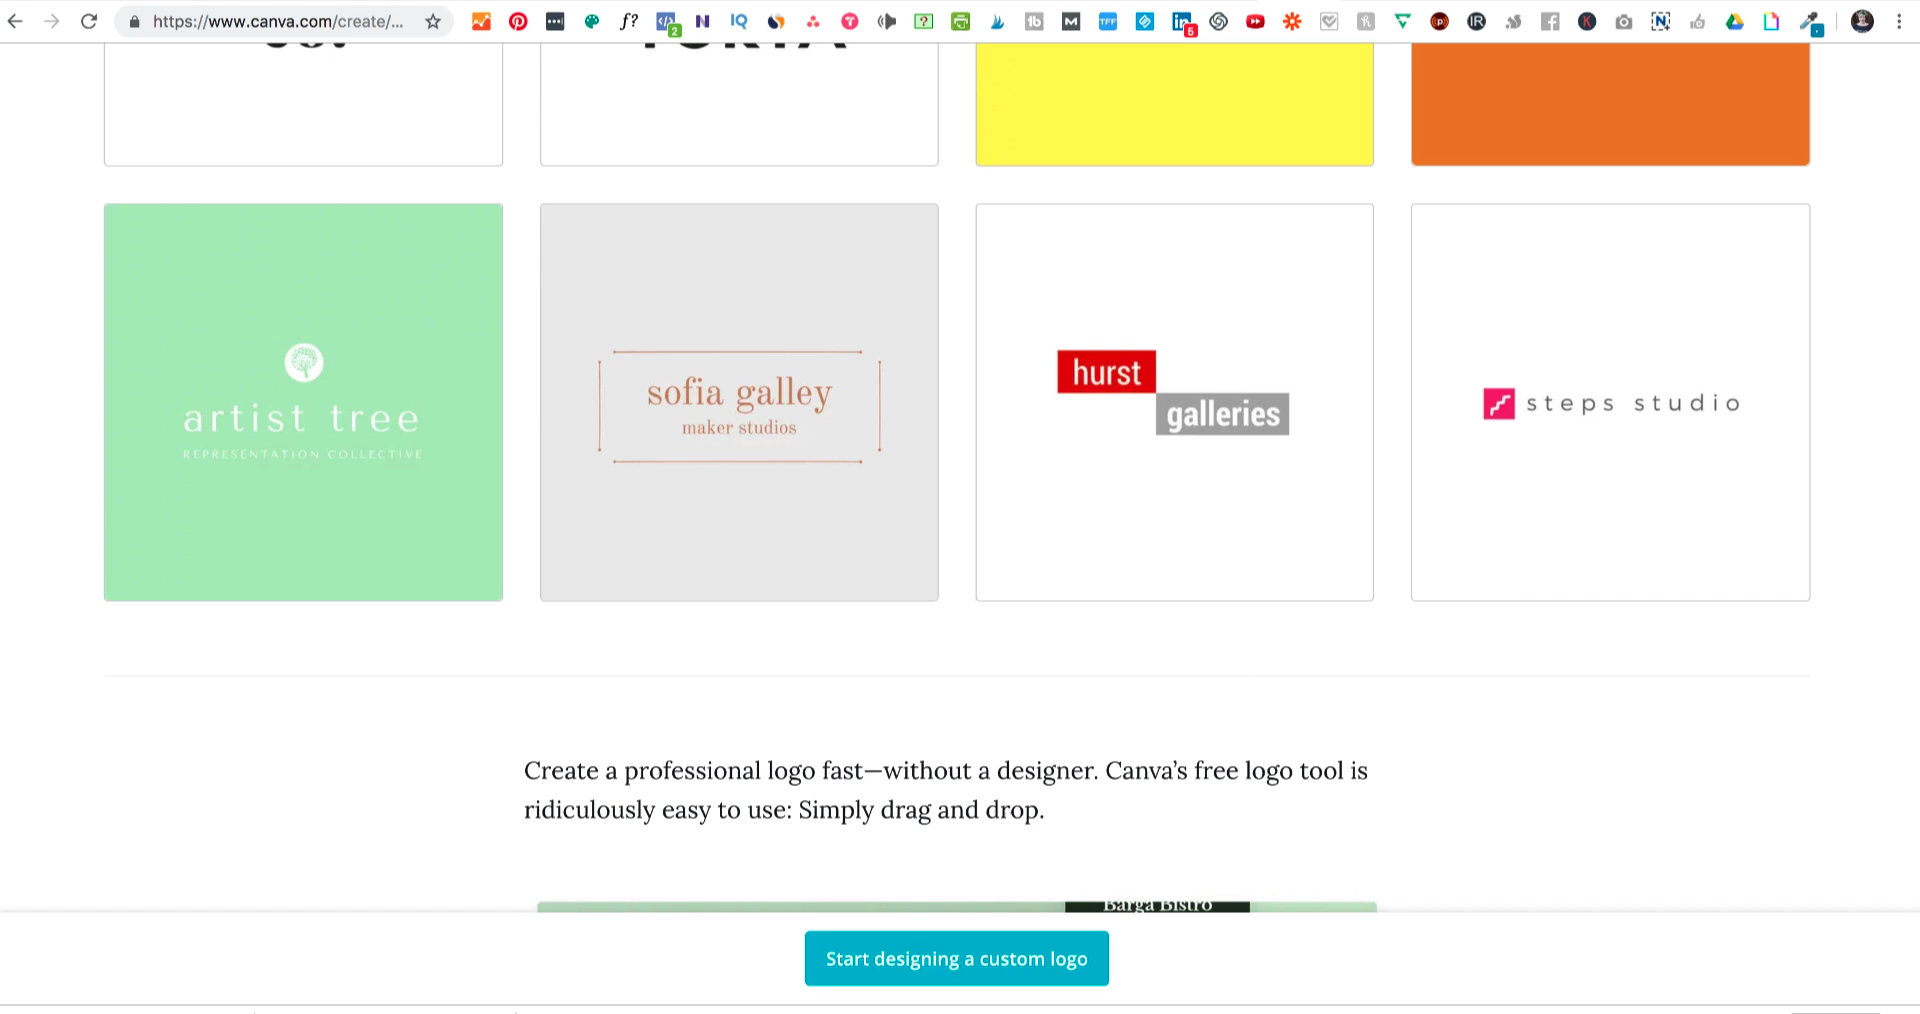 https://www.canva.com/create/...
artist tree
REPRESENTATION COLLECTIVE
sofia galley
maker studios
hurst
galleries
steps studio
Create a professional logo fast—without a designer. Canva’s free logo tool is
ridiculously easy to use: Simply drag and drop.
Barga Bistro
Start designing a custom logo